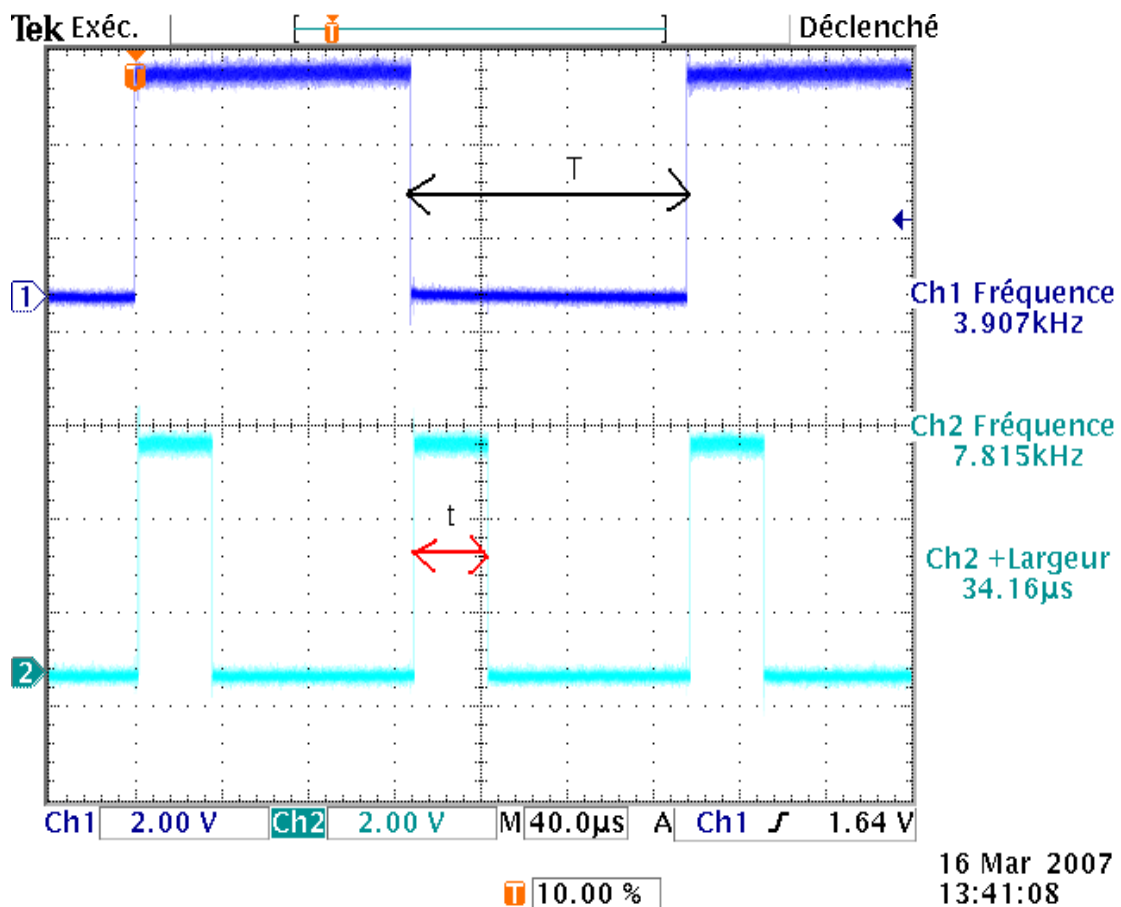 Tek Exéc.
Déclenché
T
T
T
1
Ch1 Fréquence
3.907kHz
Ch2 Fréquence
7.815kHz
t
Ch2 +Largeur
34.16µs
2
Ch1 2.00 V Ch2 2.00 V M 40.0µs A Ch1 1.64 V
16 Mar 2007
T 10.00 %
13:41:08